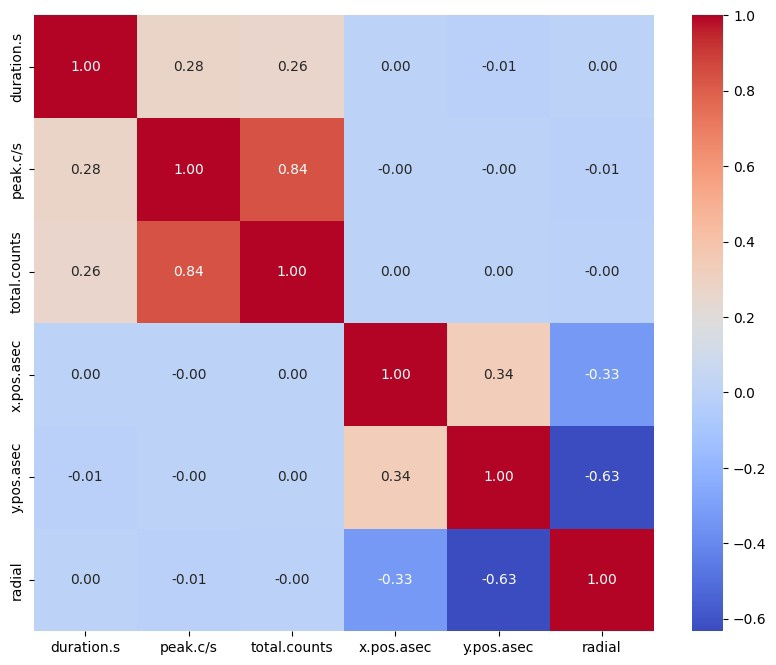 duration.s 1.00 0.28 0.26 0.00 -0.01 0.00
peak.c/s 0.28 1.00 0.84 -0.00 -0.00 -0.01
total.counts 0.26 0.84 1.00 0.00 0.00 -0.00
x.pos.asec 0.00 -0.00 0.00 1.00 0.34 -0.33
y.pos.asec -0.01 -0.00 0.00 0.34 1.00 -0.63
radial 0.00 -0.01 -0.00 -0.33 -0.63 1.00
duration.s peak.c/s total.counts x.pos.asec y.pos.asec radial
1.0
0.8
0.6
0.4
0.2
0.0
−0.2
−0.4
−0.6